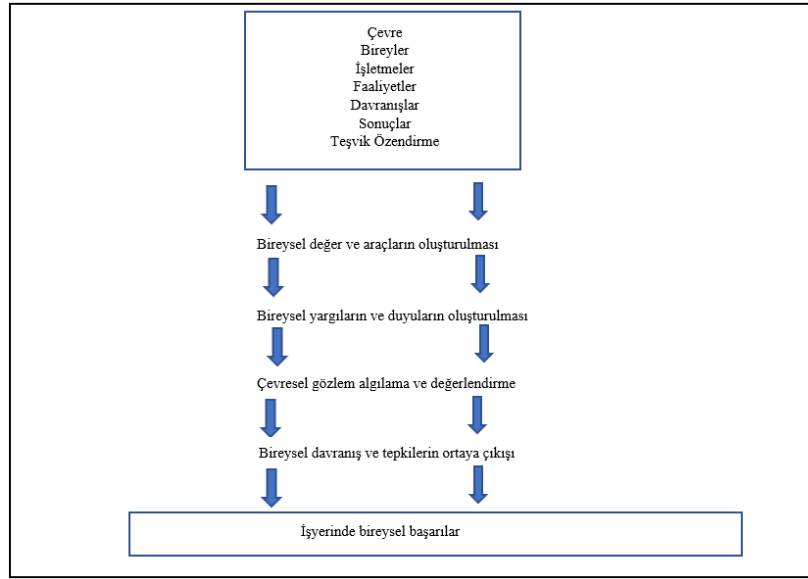 Çevre
Bireyler
İşletmeler
Faaliyetler
Davranışlar
Sonuçlar
Teşvik Özendirme
Bireysel değer ve araçların oluşturulması
Bireysel yargıların ve duyuların oluşturulması
Çevresel gözlem algılama ve değerlendirme
Bireysel davranış ve tepkilerin ortaya çıkışı
İşyerinde bireysel başarılar